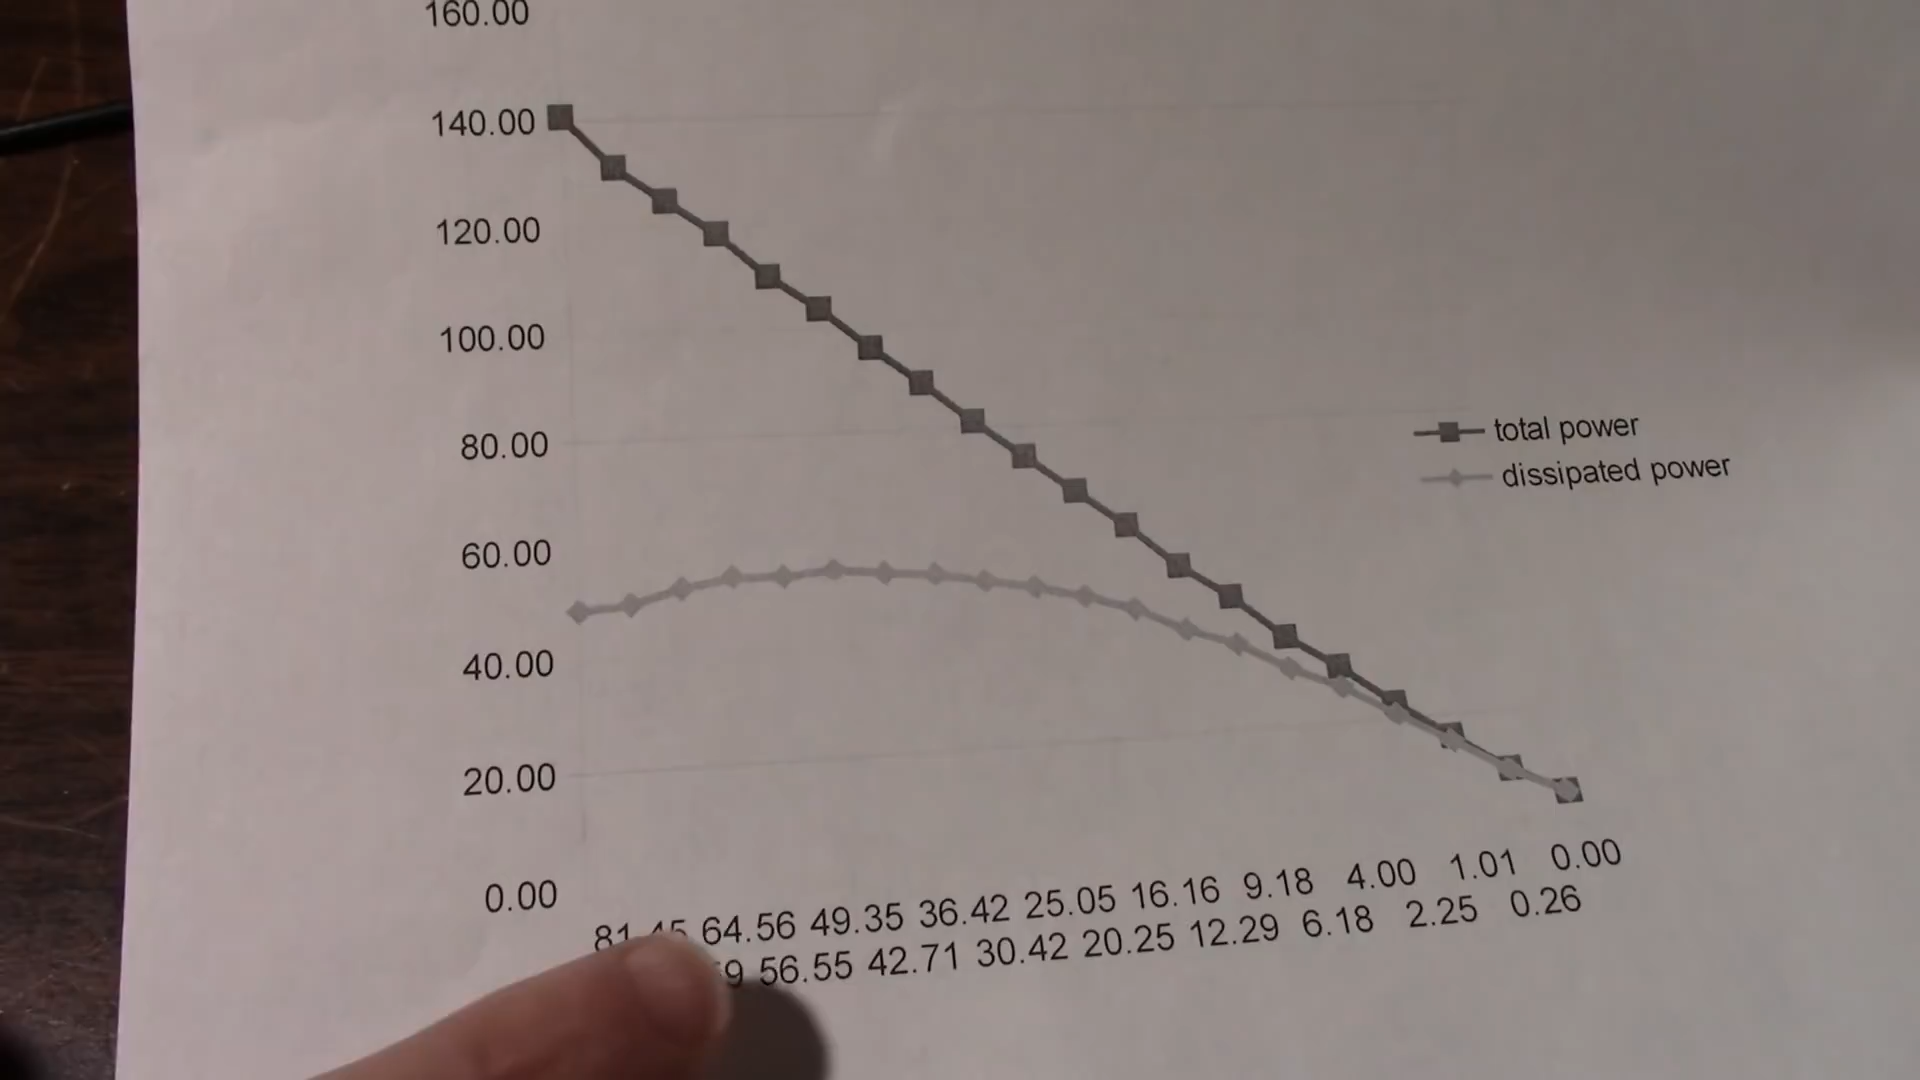 160.00
140.00
120.00
100.00
80.00
60.00
40.00
20.00
0.00
total power
dissipated power
64.56 49.35 36.42 25.05 16.16 9.18 4.00 1.01 0.00
56.55 42.71 30.42 20.25 12.29 6.18 2.25 0.26